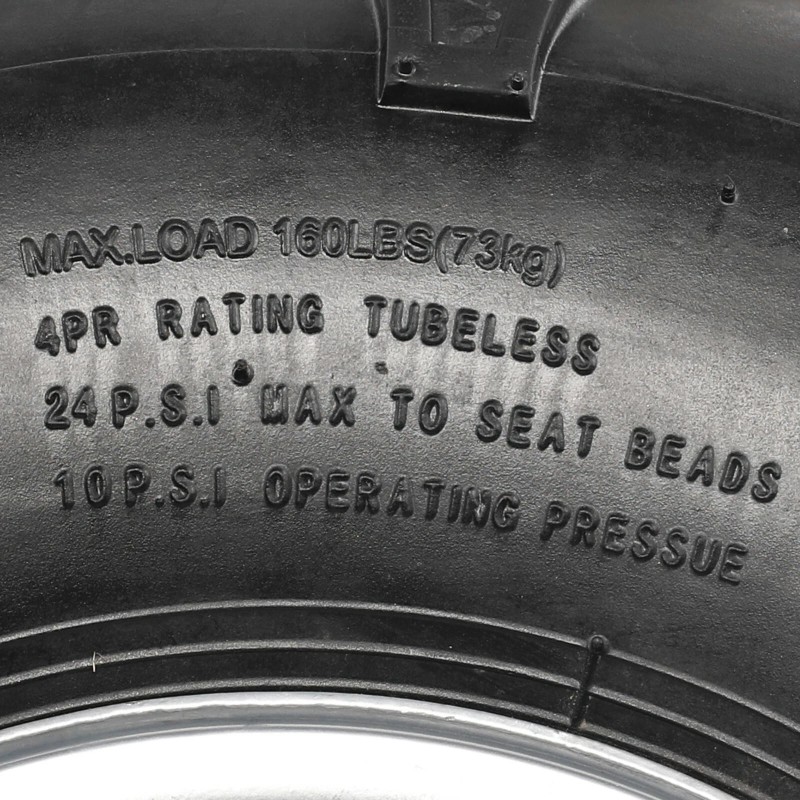 MAX.LOAD 160LBS(73kg)
4PR RATING TUBELESS
24 P.S.I MAX TO SEAT BEADS
10 P.S.I OPERATING PRESSUE